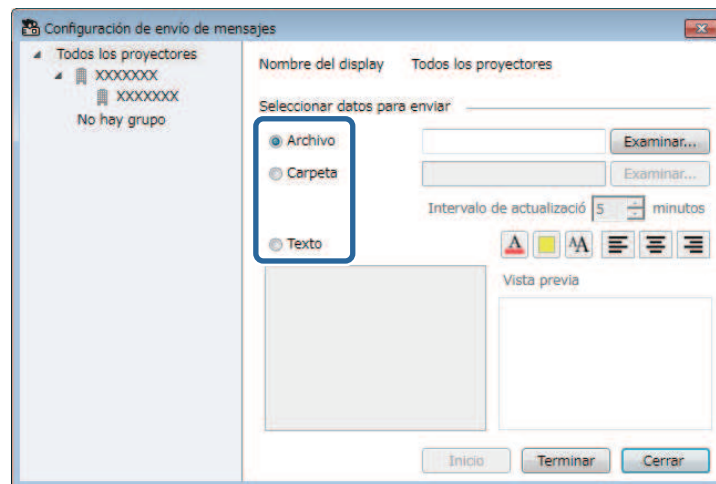 Configuración de envío de mensajes
Todos los proyectores
XXXXXXX
XXXXXXX
No hay grupo
Nombre del display Todos los proyectores
Seleccionar datos para enviar
Archivo Examinar...
Carpeta Examinar...
Intervalo de actualizació 5 minutos
Texto A AA
Vista previa
Inicio Terminar Cerrar